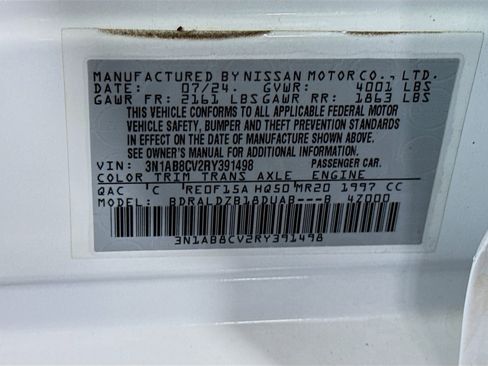 MANUFACTURED BY NISSAN MOTOR CO., LTD.
DATE: 07/24. GVWR: 4001 LBS
GAWR FR: 2161 LBS GAWR RR: 1863 LBS
THIS VEHICLE CONFORMS TO ALL APPLICABLE FEDERAL MOTOR
VEHICLE SAFETY, BUMPER AND THEFT PREVENTION STANDARDS
IN EFFECT ON THE DATE OF MANUFACTURE SHOWN ABOVE.
SEE OWNER'S MANUAL FOR ADDITIONAL INFORMATION.
VIN: 3N1AB8CV2RY391498 PASSENGER CAR.
COLOR TRIM TRANS AXLE ENGINE
QAC C RE0F15A HQ50 MR20 1997 CC
MODEL: BDRALDZB18DUAB---B 4Z000
3N1AB8CV2RY391498